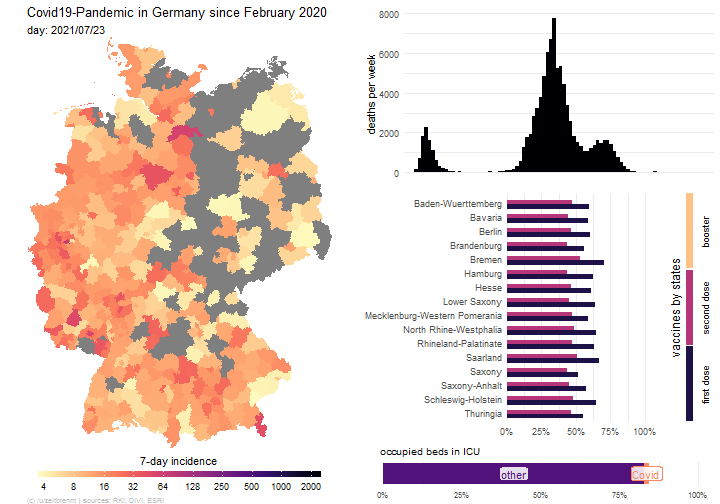 Covid19-Pandemic in Germany since February 2020
day: 2021/07/23
7-day incidence
4 8 16 32 64 128 250 500 1000 2000
(c) /u/zeitbrennt | sources: RKI, DIVI, ESRI
deaths per week
8000
6000
4000
2000
0
Baden-Wuerttemberg
Bavaria
Berlin
Brandenburg
Bremen
Hamburg
Hesse
Lower Saxony
Mecklenburg-Western Pomerania
North Rhine-Westphalia
Rhineland-Palatinate
Saarland
Saxony
Saxony-Anhalt
Schleswig-Holstein
Thuringia
0% 25% 50% 75% 100%
vaccines by states
booster
second dose
first dose
occupied beds in ICU
other
Covid
0% 25% 50% 75% 100%